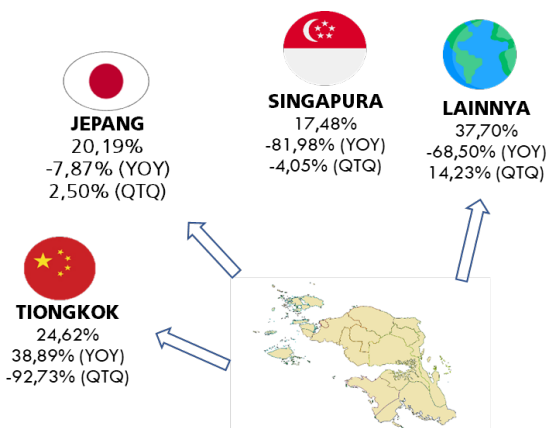 JEPANG
20,19%
-7,87% (YOY)
2,50% (QTQ)
SINGAPURA
17,48%
-81,98% (YOY)
-4,05% (QTQ)
LAINNYA
37,70%
-68,50% (YOY)
14,23% (QTQ)
TIONGKOK
24,62%
38,89% (YOY)
-92,73% (QTQ)